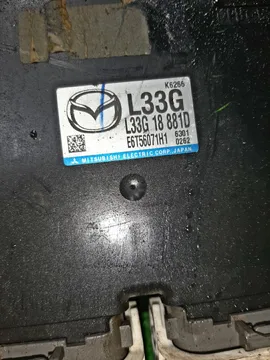 K6266
L33G
L33G 18 881D
E6T56071H1 6301
0262
MITSUBISHI ELECTRIC CORP. JAPAN